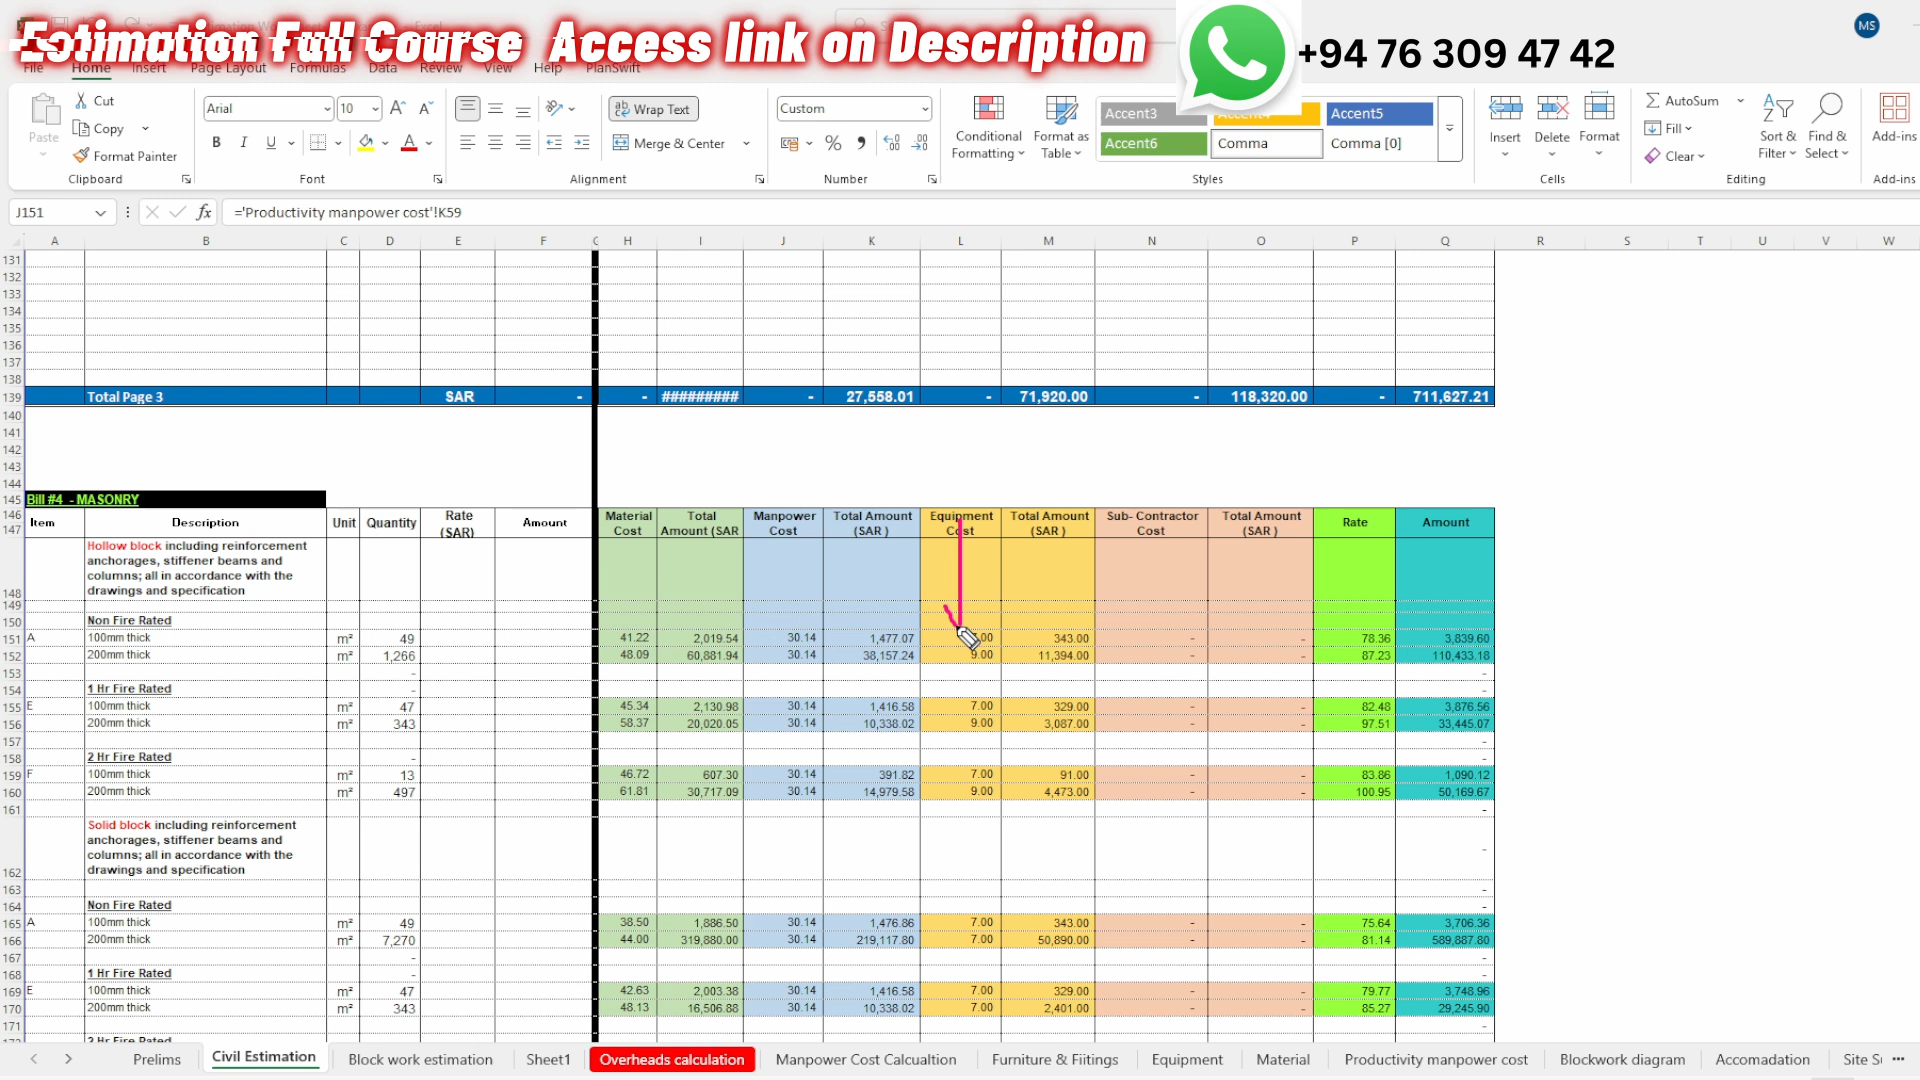 Estimation Full Course Access link on Description
+94 76 309 47 42
MS
File Home Insert Page Layout Formulas Data Review View Help PlanSwift
Paste
Cut
Copy
Format Painter
Clipboard
Arial 10
B I U
A
Font
Wrap Text
Merge & Center
Alignment
Custom
%
Number
Conditional Formatting
Format as Table
Accent3 Accent5
Accent6 Comma Comma [0]
Styles
Insert Delete Format
Cells
AutoSum
Fill
Clear
Sort & Filter
Find & Select
Editing
Add-ins
Add-ins
J151 fx ='Productivity manpower cost'!K59
A B C D E F H I J K L M N O P Q R S T U V W
131
132
133
134
135
136
137
138
139 Total Page 3 SAR - - ######### - 27,558.01 - 71,920.00 - 118,320.00 - 711,627.21
140
141
142
143
144
145 Bill #4 - MASONRY
146
147
Item Description Unit Quantity Rate (SAR) Amount Material Cost Total Amount (SAR Manpower Cost Total Amount (SAR ) Equipment Cost Total Amount (SAR ) Sub- Contractor Cost Total Amount (SAR ) Rate Amount
Hollow block including reinforcement
anchorages, stiffener beams and
columns; all in accordance with the
148 drawings and specification
149
150 Non Fire Rated
151 A 100mm thick m² 49 41.22 2,019.54 30.14 1,477.07 .00 343.00 - - 78.36 3,839.60
152 200mm thick m² 1,266 48.09 60,881.94 30.14 38,157.24 9.00 11,394.00 - - 87.23 110,433.18
153 - -
154 1 Hr Fire Rated - -
155 E 100mm thick m² 47 45.34 2,130.98 30.14 1,416.58 7.00 329.00 - - 82.48 3,876.56
156 200mm thick m² 343 58.37 20,020.05 30.14 10,338.02 9.00 3,087.00 - - 97.51 33,445.07
157 -
158 2 Hr Fire Rated - -
159 F 100mm thick m² 13 46.72 607.30 30.14 391.82 7.00 91.00 - - 83.86 1,090.12
160 200mm thick m² 497 61.81 30,717.09 30.14 14,979.58 9.00 4,473.00 - - 100.95 50,169.67
161 -
Solid block including reinforcement
anchorages, stiffener beams and
columns; all in accordance with the
162 drawings and specification -
163 -
164 Non Fire Rated -
165 A 100mm thick m² 49 38.50 1,886.50 30.14 1,476.86 7.00 343.00 - - 75.64 3,706.36
166 200mm thick m² 7,270 44.00 319,880.00 30.14 219,117.80 7.00 50,890.00 - - 81.14 589,887.80
167 - -
168 1 Hr Fire Rated - -
169 E 100mm thick m² 47 42.63 2,003.38 30.14 1,416.58 7.00 329.00 - - 79.77 3,748.96
170 200mm thick m² 343 48.13 16,506.88 30.14 10,338.02 7.00 2,401.00 - - 85.27 29,245.90
171 -
2 Hr Fire Rated
Prelims Civil Estimation Block work estimation Sheet1 Overheads calculation Manpower Cost Calcualtion Furniture & Fiitings Equipment Material Productivity manpower cost Blockwork diagram Accomadation Site